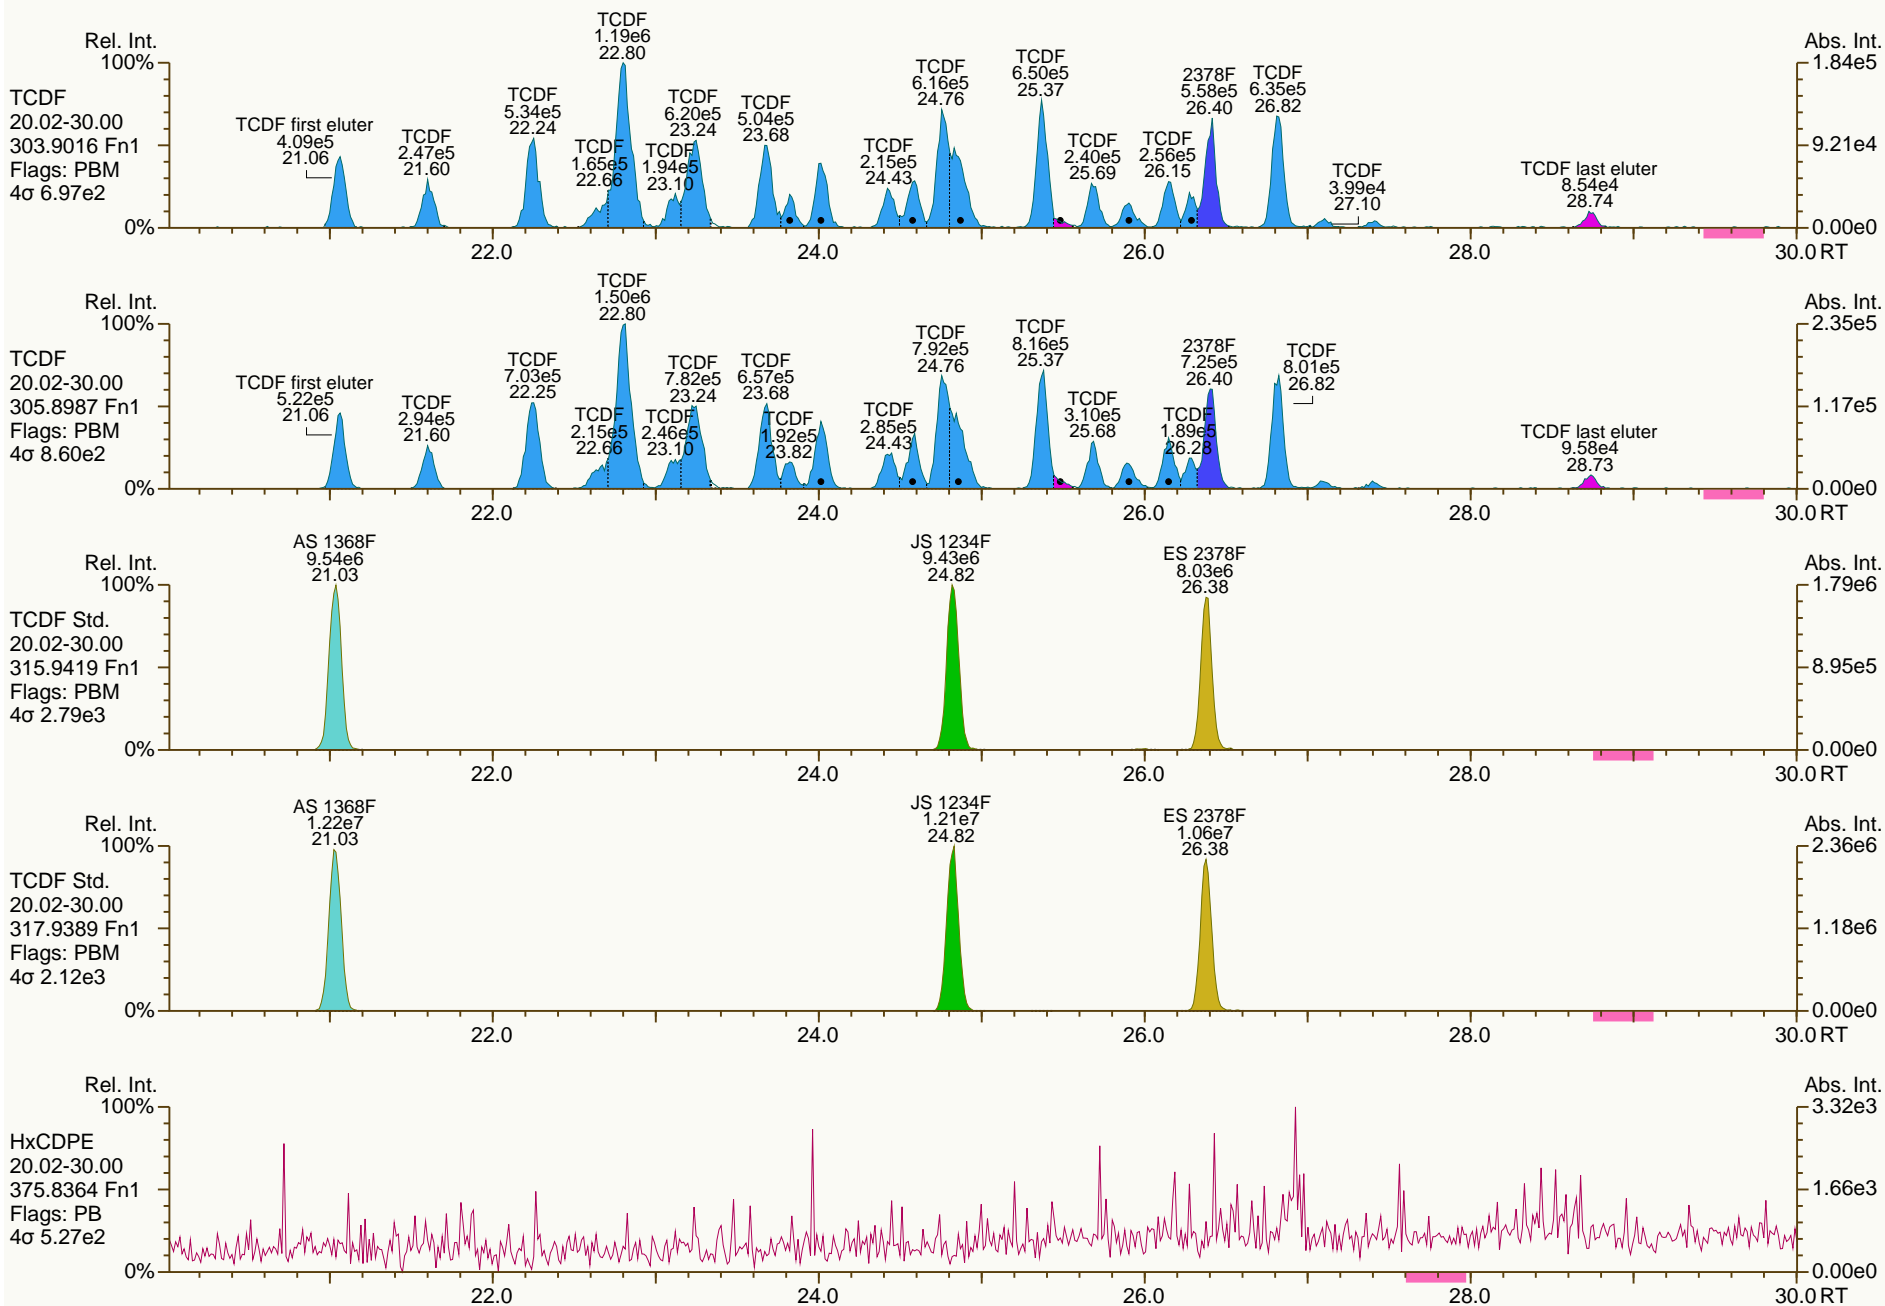 Rel. Int.
100%
0%
TCDF
20.02-30.00
303.9016 Fn1
Flags: PBM
4σ 6.97e2
TCDF first eluter
4.09e5
21.06
TCDF
2.47e5
21.60
TCDF
5.34e5
22.24
TCDF
1.65e5
22.66
TCDF
1.19e6
22.80
TCDF
1.94e5
23.10
TCDF
6.20e5
23.24
TCDF
5.04e5
23.68
TCDF
2.15e5
24.43
TCDF
6.16e5
24.76
TCDF
6.50e5
25.37
TCDF
2.40e5
25.69
TCDF
2.56e5
26.15
2378F
5.58e5
26.40
TCDF
6.35e5
26.82
TCDF
3.99e4
27.10
TCDF last eluter
8.54e4
28.74
Abs. Int.
1.84e5
9.21e4
0.00e0
22.0 24.0 26.0 28.0 30.0 RT
Rel. Int.
100%
0%
TCDF
20.02-30.00
305.8987 Fn1
Flags: PBM
4σ 8.60e2
TCDF first eluter
5.22e5
21.06
TCDF
2.94e5
21.60
TCDF
7.03e5
22.25
TCDF
2.15e5
22.66
TCDF
1.50e6
22.80
TCDF
2.46e5
23.10
TCDF
7.82e5
23.24
TCDF
6.57e5
23.68
TCDF
1.92e5
23.82
TCDF
2.85e5
24.43
TCDF
7.92e5
24.76
TCDF
8.16e5
25.37
TCDF
3.10e5
25.68
TCDF
1.89e5
26.28
2378F
7.25e5
26.40
TCDF
8.01e5
26.82
TCDF last eluter
9.58e4
28.73
Abs. Int.
2.35e5
1.17e5
0.00e0
22.0 24.0 26.0 28.0 30.0 RT
Rel. Int.
100%
0%
TCDF Std.
20.02-30.00
315.9419 Fn1
Flags: PBM
4σ 2.79e3
AS 1368F
9.54e6
21.03
JS 1234F
9.43e6
24.82
ES 2378F
8.03e6
26.38
Abs. Int.
1.79e6
8.95e5
0.00e0
22.0 24.0 26.0 28.0 30.0 RT
Rel. Int.
100%
0%
TCDF Std.
20.02-30.00
317.9389 Fn1
Flags: PBM
4σ 2.12e3
AS 1368F
1.22e7
21.03
JS 1234F
1.21e7
24.82
ES 2378F
1.06e7
26.38
Abs. Int.
2.36e6
1.18e6
0.00e0
22.0 24.0 26.0 28.0 30.0 RT
Rel. Int.
100%
0%
HxCDPE
20.02-30.00
375.8364 Fn1
Flags: PB
4σ 5.27e2
Abs. Int.
3.32e3
1.66e3
0.00e0
22.0 24.0 26.0 28.0 30.0 RT